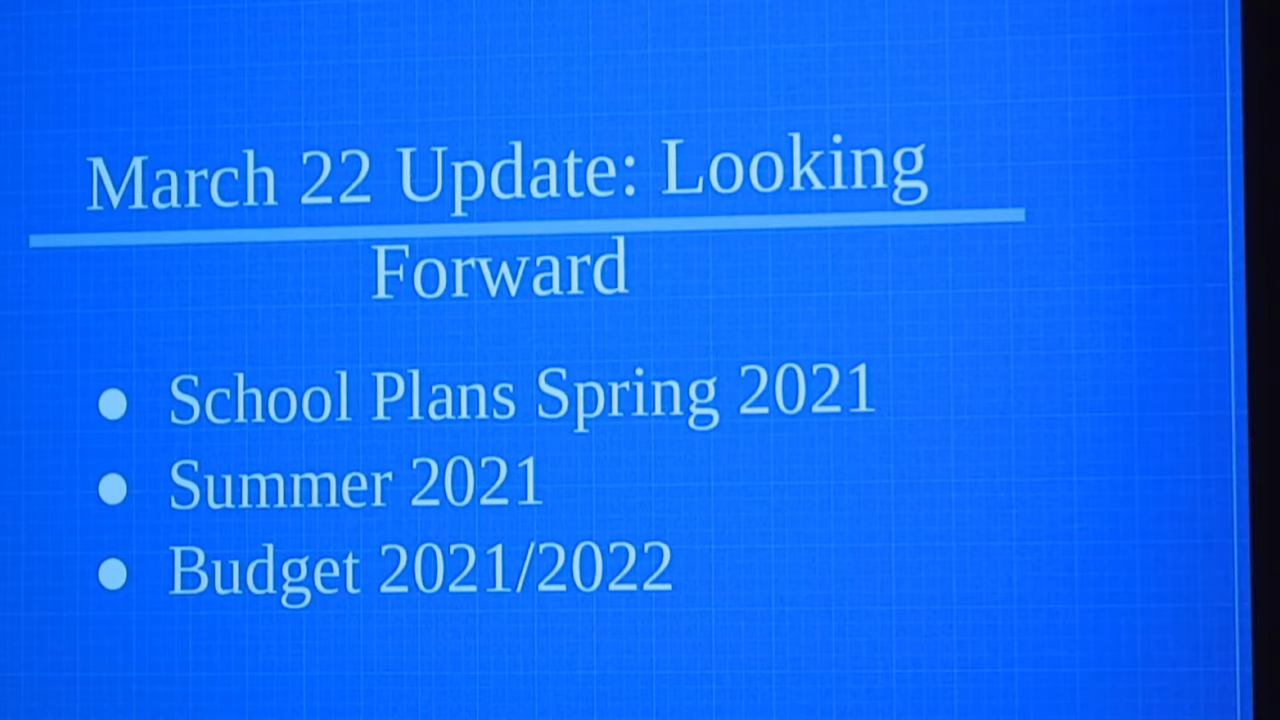 March 22 Update: Looking
Forward
● School Plans Spring 2021
● Summer 2021
● Budget 2021/2022